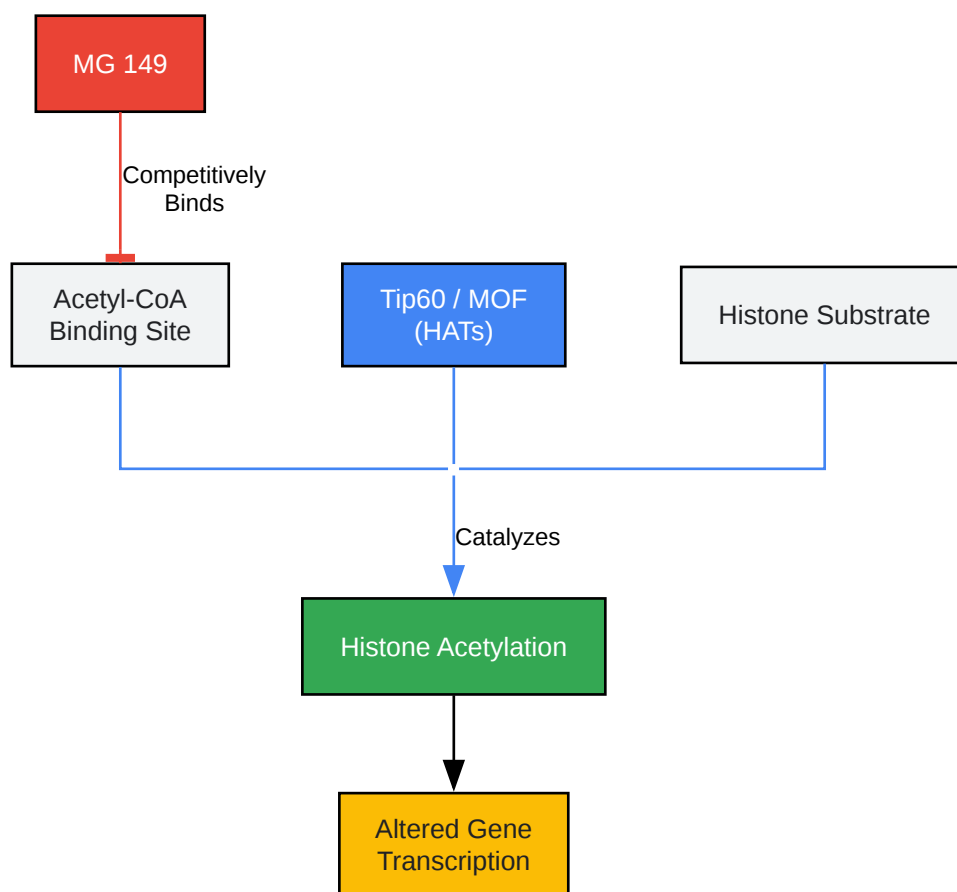 MG 149
Competitively
Binds
Acetyl-CoA
Binding Site
Tip60 / MOF
(HATs)
Histone Substrate
Catalyzes
Histone Acetylation
Altered Gene
Transcription